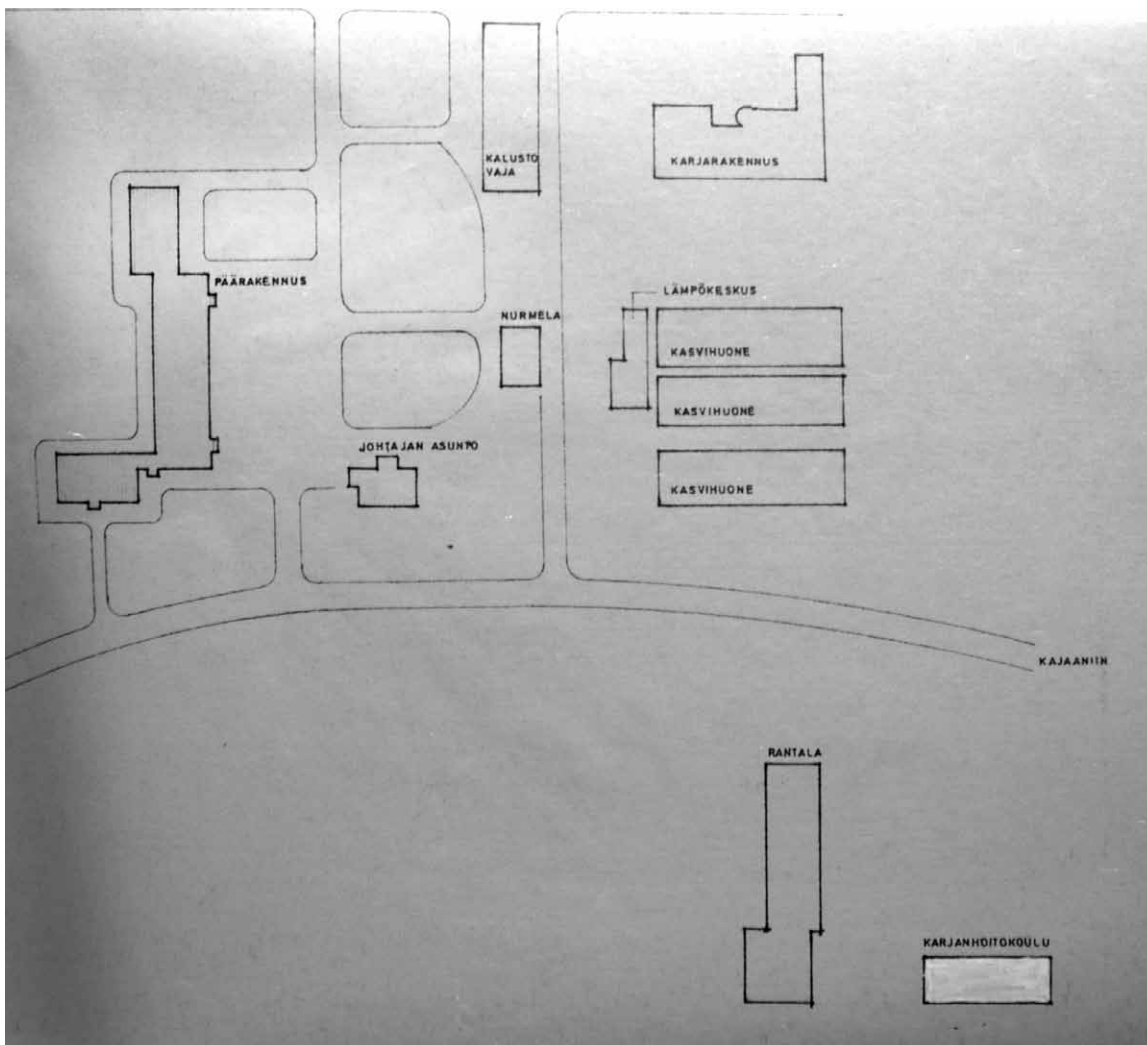 KALUSTO
VAJA
KARJARAKENNUS
PÄÄRAKENNUS
LÄMPÖKESKUS
NURMELA
KASVIHUONE
KASVIHUONE
JOHTAJAN ASUNTO
KASVIHUONE
KAJAANIIN
RANTALA
KARJANHOITOKOULU